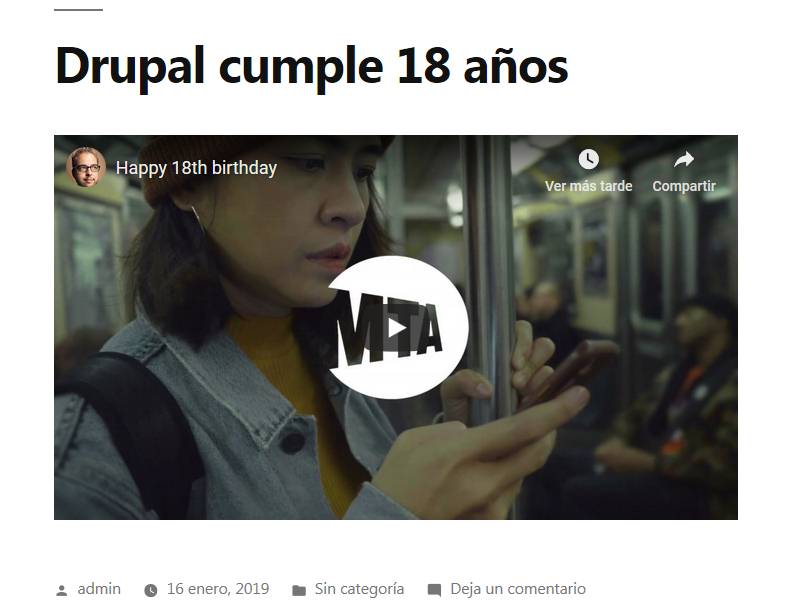 Drupal cumple 18 años
Happy 18th birthday
Ver más tarde
Compartir
MTA
admin
16 enero, 2019
Sin categoría
Deja un comentario